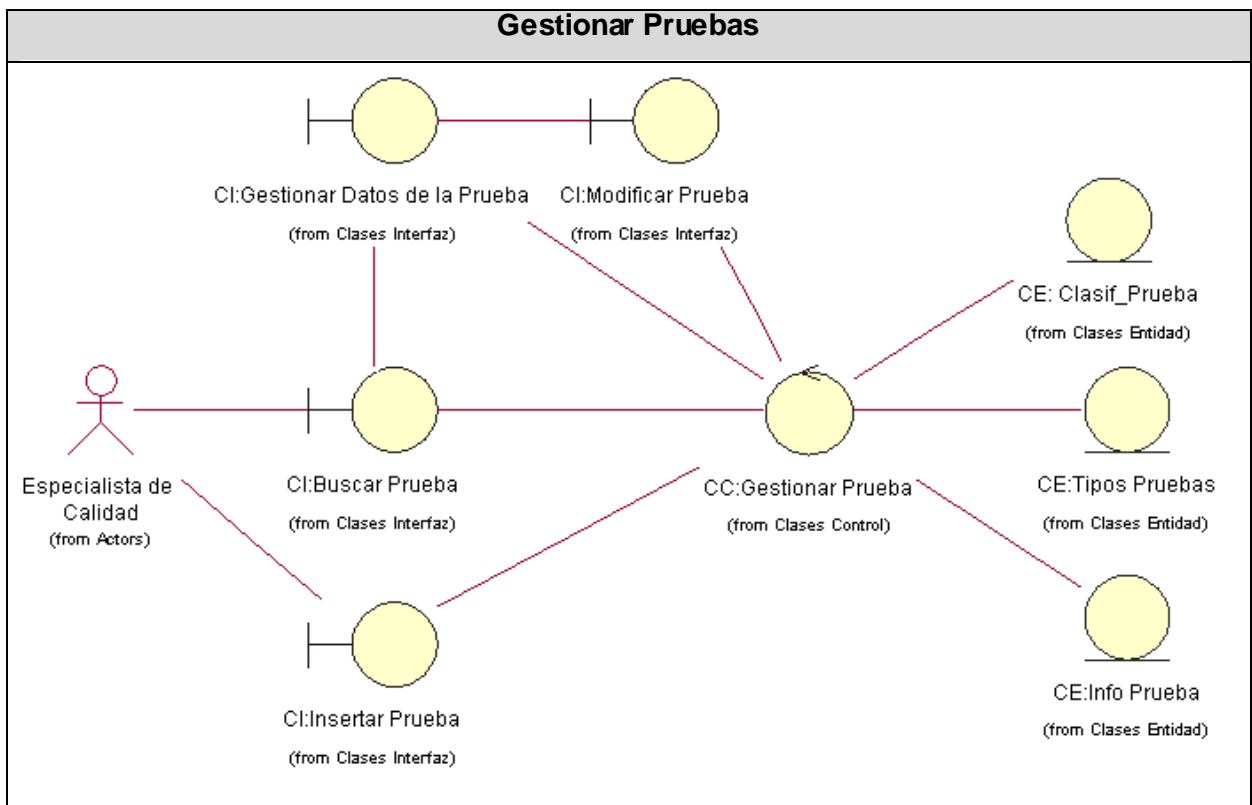 Gestionar Pruebas
CI:Gestionar Datos de la Prueba
(from Clases Interfaz)
CI:Modificar Prueba
(from Clases Interfaz)
CE: Clasif_Prueba
(from Clases Entidad)
Especialista de
Calidad
(from Actors)
CI:Buscar Prueba
(from Clases Interfaz)
CC:Gestionar Prueba
(from Clases Control)
CE:Tipos Pruebas
(from Clases Entidad)
CI:Insertar Prueba
(from Clases Interfaz)
CE:Info Prueba
(from Clases Entidad)